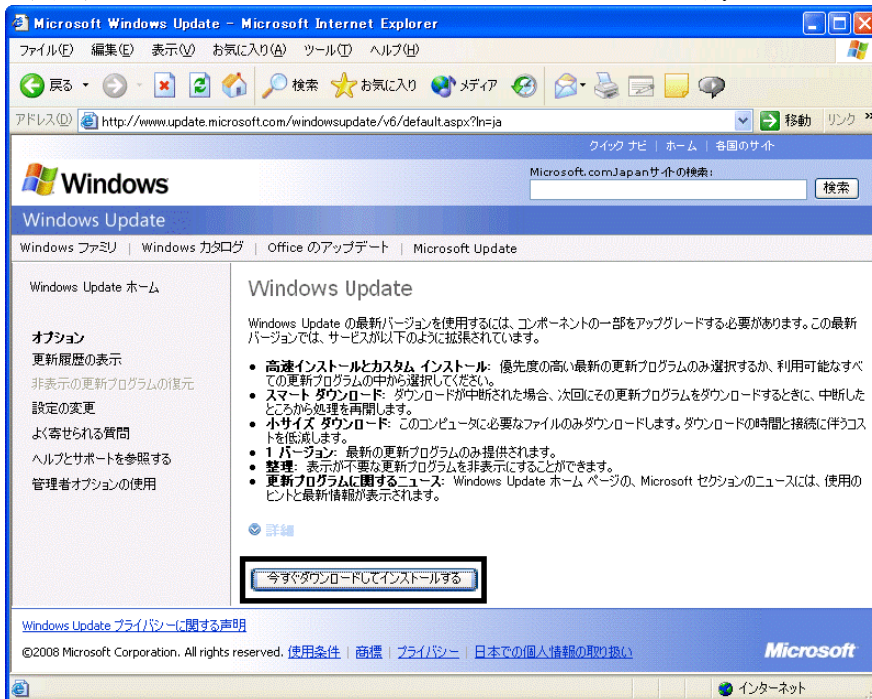 Microsoft Windows Update - Microsoft Internet Explorer
ファイル(F) 編集(E) 表示(V) お気に入り(A) ツール(T) ヘルプ(H)
戻る 検索 お気に入り メディア
アドレス(D) http://www.update.microsoft.com/windowsupdate/v6/default.aspx?ln=ja 移動 リンク »
クイック ナビ | ホーム | 各国のサイト
Windows
Microsoft.comJapanサイトの検索:
検索
Windows Update
Windows ファミリ | Windows カタログ | Office のアップデート | Microsoft Update
Windows Update ホーム
オプション
更新履歴の表示
非表示の更新プログラムの復元
設定の変更
よく寄せられる質問
ヘルプとサポートを参照する
管理者オプションの使用
Windows Update
Windows Update の最新バージョンを使用するには、コンポーネントの一部をアップグレードする必要があります。この最新
バージョンでは、サービスが以下のように拡張されています。
• 高速インストールとカスタム インストール: 優先度の高い最新の更新プログラムのみ選択するか、利用可能なすべ
ての更新プログラムの中から選択してください。
• スマート ダウンロード: ダウンロードが中断された場合、次回にその更新プログラムをダウンロードするときに、中断した
ところから処理を再開します。
• 小サイズ ダウンロード: このコンピュータに必要なファイルのみダウンロードします。ダウンロードの時間と接続に伴うコス
トを低減します。
• 1 バージョン: 最新の更新プログラムのみ提供されます。
• 整理: 表示が不要な更新プログラムを非表示にすることができます。
• 更新プログラムに関するニュース: Windows Update ホーム ページの、Microsoft セクションのニュースには、使用の
ヒントと最新情報が表示されます。
詳細
今すぐダウンロードしてインストールする
Windows Update プライバシーに関する声明
©2008 Microsoft Corporation. All rights reserved. 使用条件 | 商標 | プライバシー | 日本での個人情報の取り扱い
Microsoft
インターネット